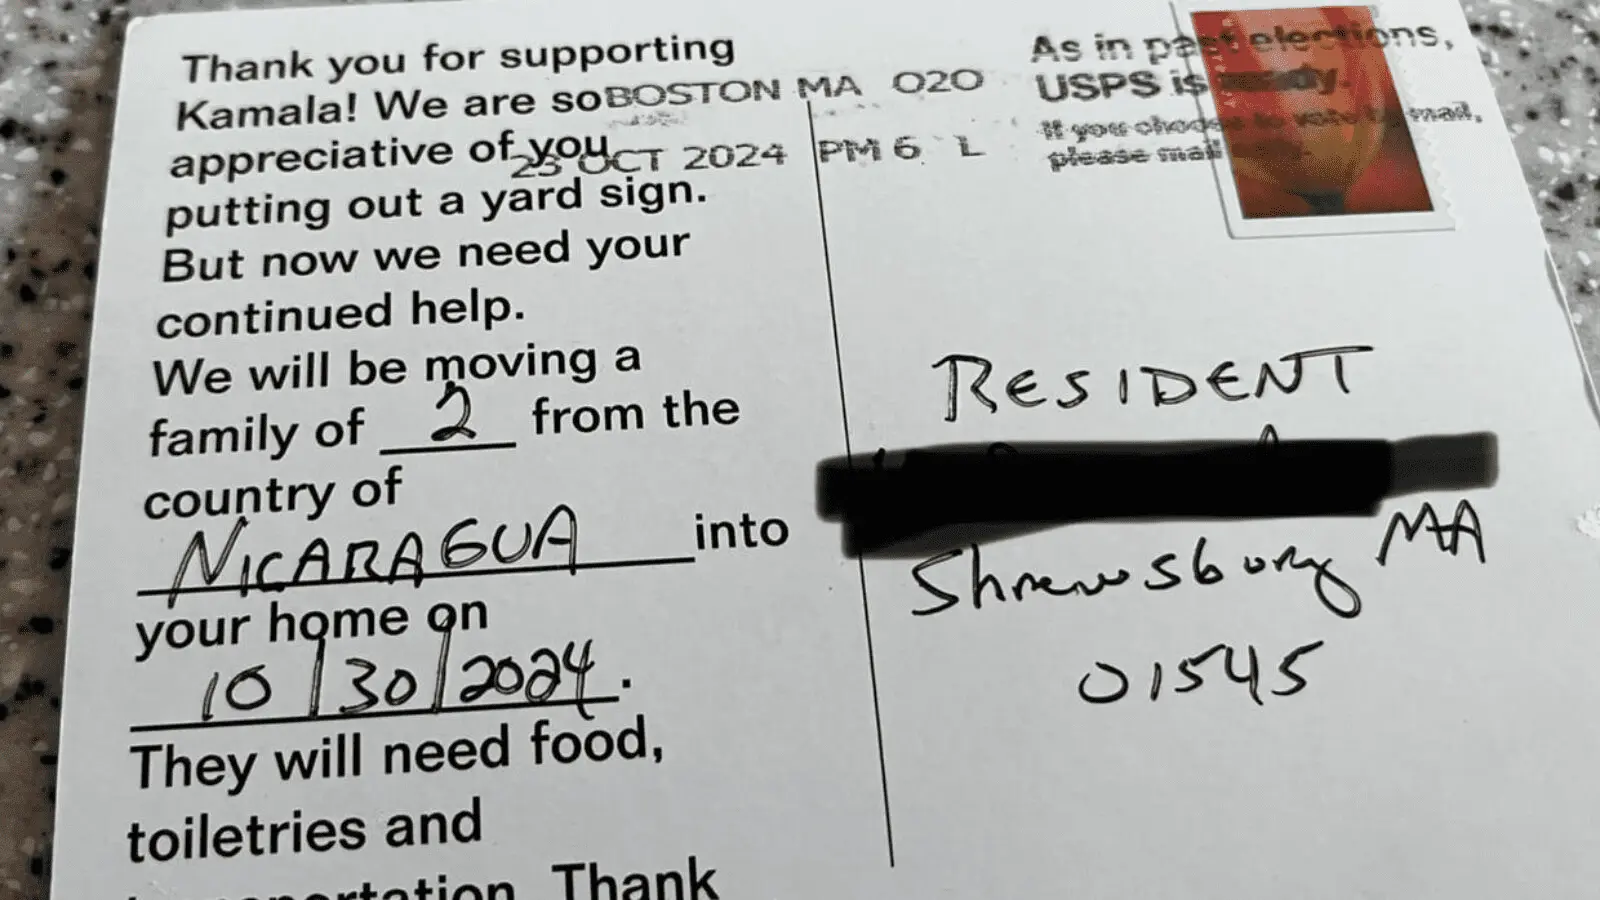 Thank you for supporting
Kamala! We are so
appreciative of you
putting out a yard sign.
But now we need your
continued help.
We will be moving a
family of 2 from the
country of
NICARAGUA into
your home on
10/30/2024.
They will need food,
toiletries and
Thank
BOSTON MA 020
23 OCT 2024 PM 6 L
As in past elections,
USPS is ready.
If you choose to vote by mail,
please mail
RESIDENT
Shrewsbury MA
01545